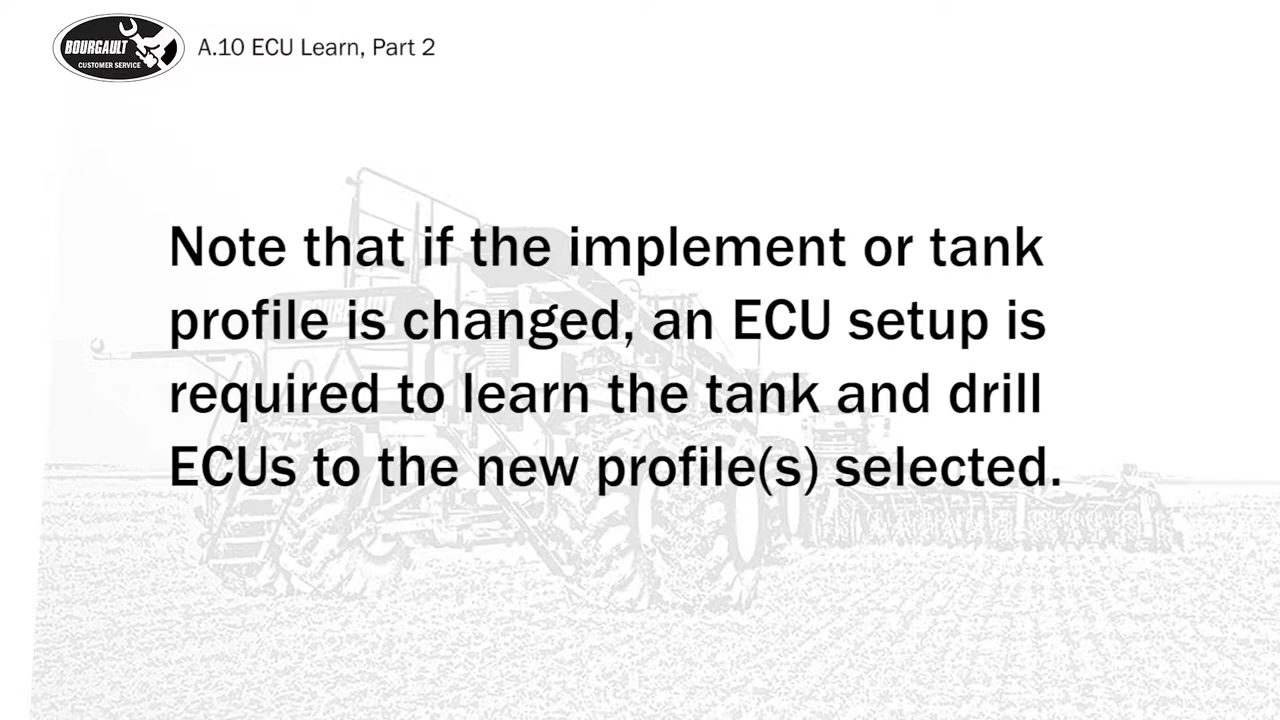 BOURGAULT
CUSTOMER SERVICE
A.10 ECU Learn, Part 2
BOURGAULT
Note that if the implement or tank
profile is changed, an ECU setup is
required to learn the tank and drill
ECUs to the new profile(s) selected.